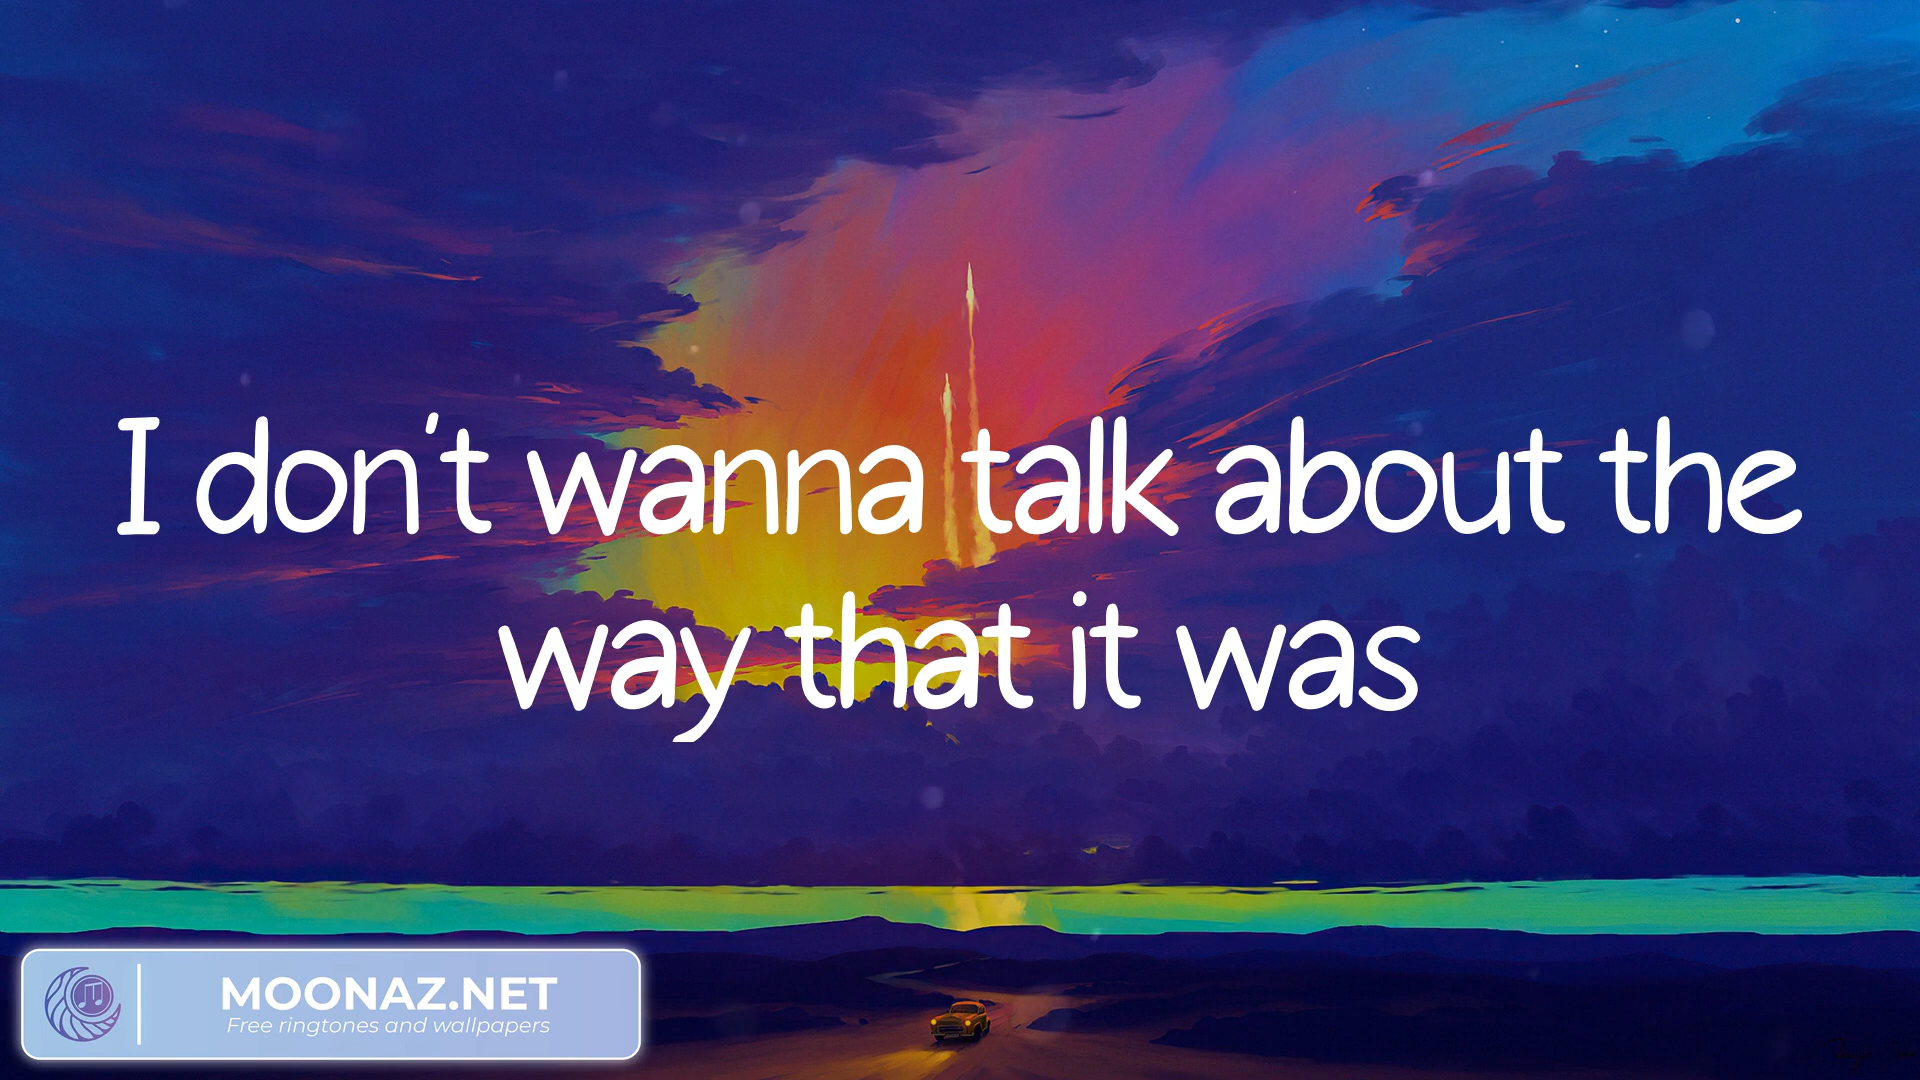 I don't wanna talk about the
way that it was
MOONAZ.NET
Free ringtones and wallpapers